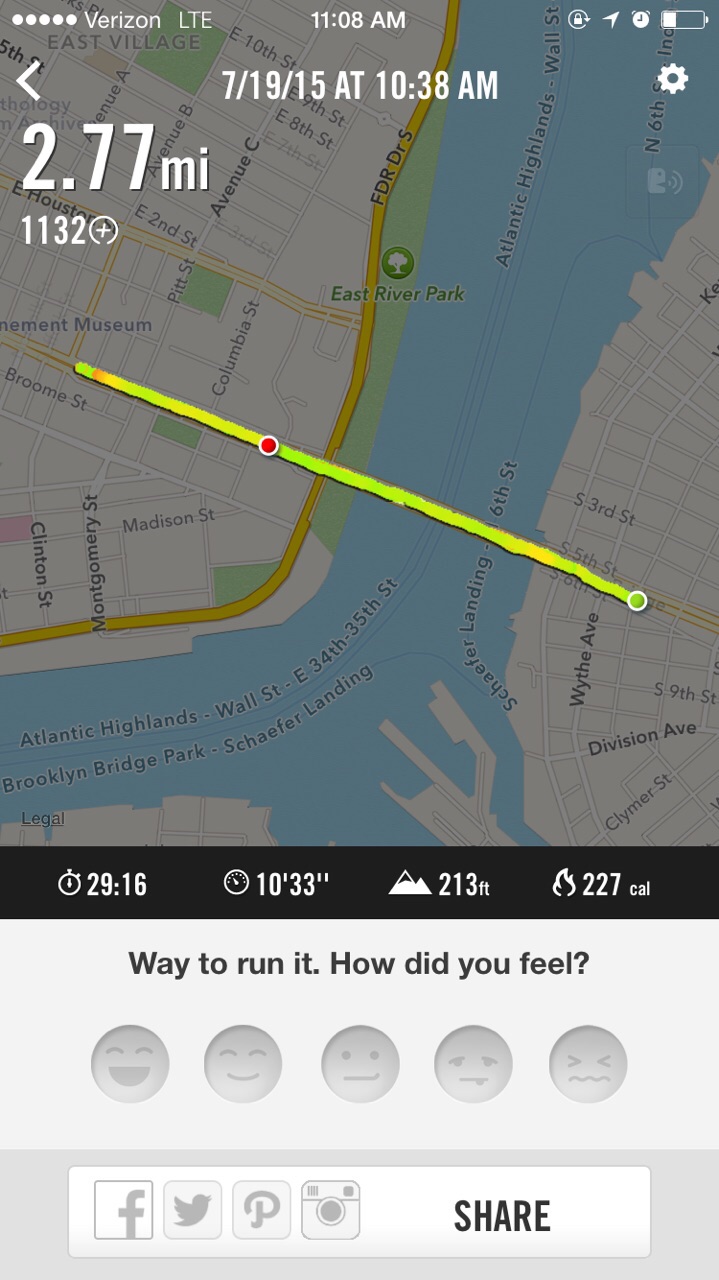 Verizon LTE 11:08 AM
EAST VILLAGE
5th St
E 10th St
7/19/15 AT 10:38 AM
thology
m Archive
Avenue A
Avenue B
E 9th St
E 8th St
E 7th St
Avenue C
2.77mi
1132
E Houston
E 2nd St
E 3rd St
Pitt St
FDR Dr S
Atlantic Highlands - Wall St -
N 6th St -
East River Park
nement Museum
Columbia St
Broome St
Madison St
Clinton St
Montgomery St
S 3rd St
S 5th St
S 6th St
Schaefer Landing - N 6th St
Wythe Ave
S 9th St
Division Ave
Clymer St
Atlantic Highlands - Wall St - E 34th-35th St
Brooklyn Bridge Park - Schaefer Landing
Legal
29:16 10'33'' 213ft 227 cal
Way to run it. How did you feel?
SHARE